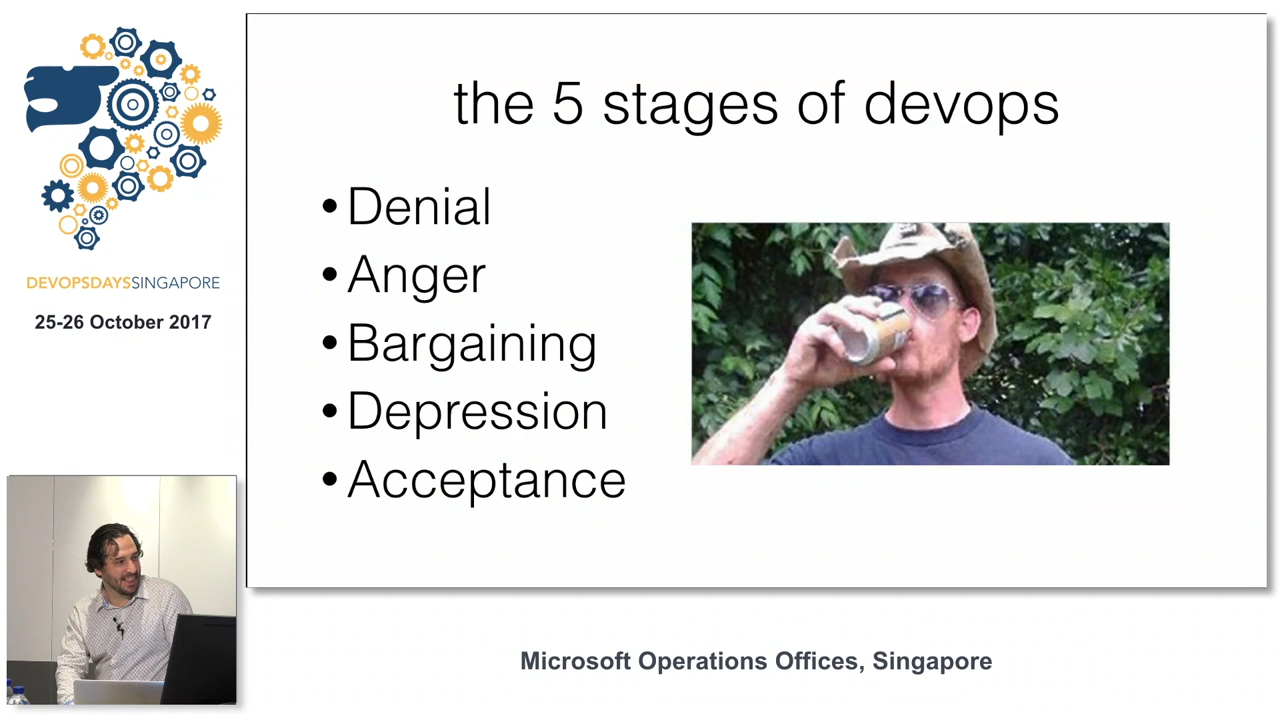 the 5 stages of devops
• Denial
• Anger
• Bargaining
• Depression
• Acceptance
DEVOPSDAYSSINGAPORE
25-26 October 2017
Microsoft Operations Offices, Singapore